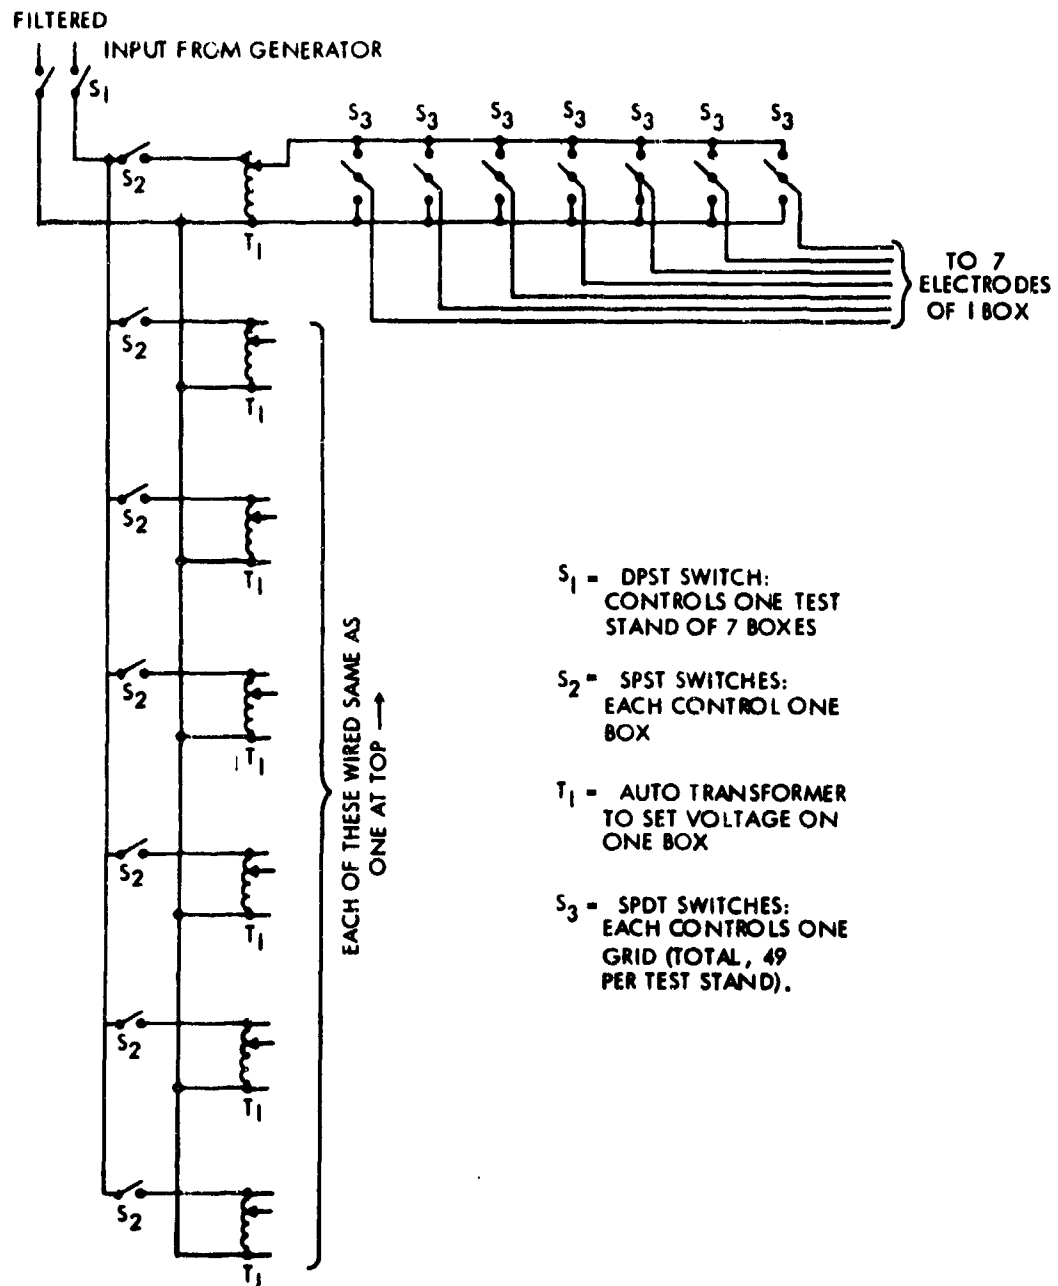 FILTERED
INPUT FROM GENERATOR
S1
S3 S3 S3 S3 S3 S3 S3
S2
T1
TO 7
ELECTRODES
OF 1 BOX
S2
T1
S2
T1
S2
T1
S2
T1
S2
T1
S2
T1
EACH OF THESE WIRED SAME AS
ONE AT TOP →
S1 = DPST SWITCH:
CONTROLS ONE TEST
STAND OF 7 BOXES
S2 = SPST SWITCHES:
EACH CONTROL ONE
BOX
T1 = AUTO TRANSFORMER
TO SET VOLTAGE ON
ONE BOX
S3 = SPDT SWITCHES:
EACH CONTROLS ONE
GRID (TOTAL, 49
PER TEST STAND).